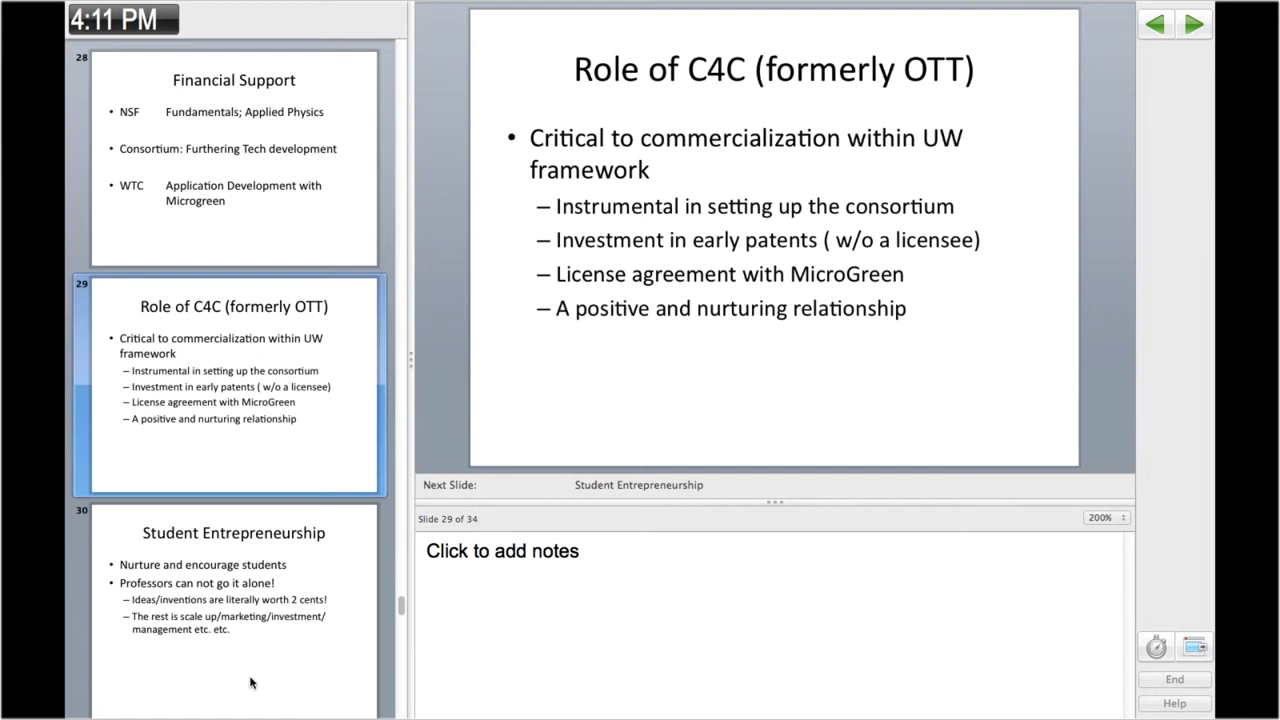 4:11 PM
28
Financial Support
• NSF Fundamentals; Applied Physics
• Consortium: Furthering Tech development
• WTC Application Development with
Microgreen
29
Role of C4C (formerly OTT)
• Critical to commercialization within UW
framework
– Instrumental in setting up the consortium
– Investment in early patents ( w/o a licensee)
– License agreement with MicroGreen
– A positive and nurturing relationship
30
Student Entrepreneurship
• Nurture and encourage students
• Professors can not go it alone!
– Ideas/inventions are literally worth 2 cents!
– The rest is scale up/marketing/investment/
management etc. etc.
Role of C4C (formerly OTT)
• Critical to commercialization within UW
framework
– Instrumental in setting up the consortium
– Investment in early patents ( w/o a licensee)
– License agreement with MicroGreen
– A positive and nurturing relationship
Next Slide: Student Entrepreneurship
Slide 29 of 34
200%
Click to add notes
End
Help